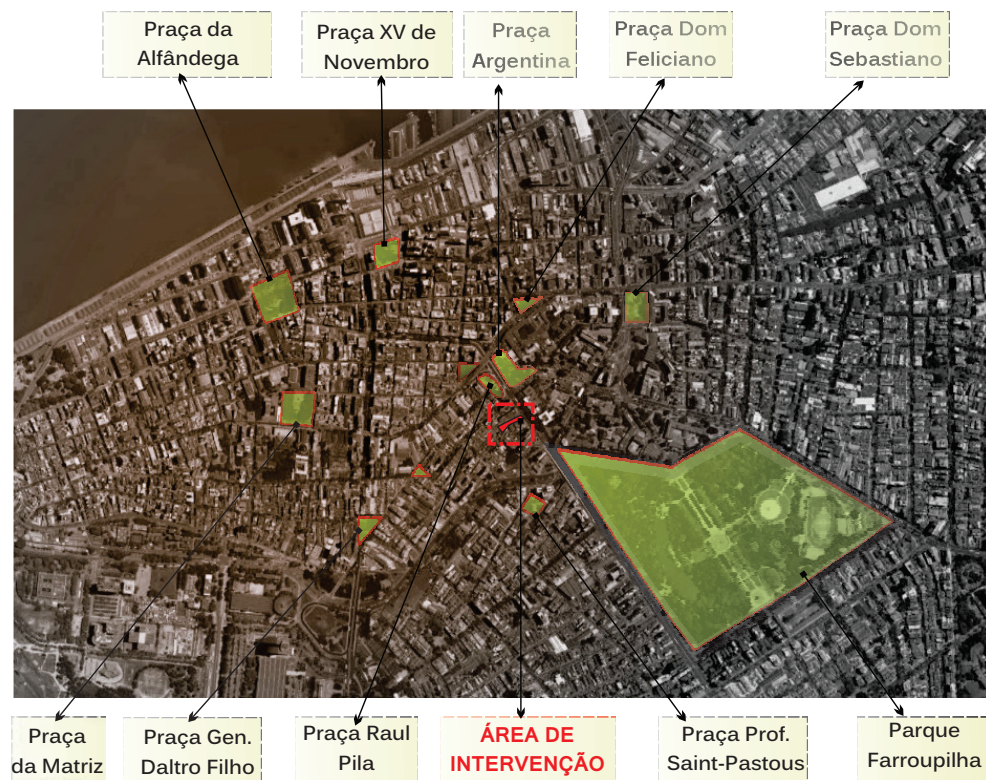 Praça da
Alfândega
Praça XV de
Novembro
Praça
Argentina
Praça Dom
Feliciano
Praça Dom
Sebastiano
Praça
da Matriz
Praça Gen.
Daltro Filho
Praça Raul
Pila
ÁREA DE
INTERVENÇÃO
Praça Prof.
Saint-Pastous
Parque
Farroupilha